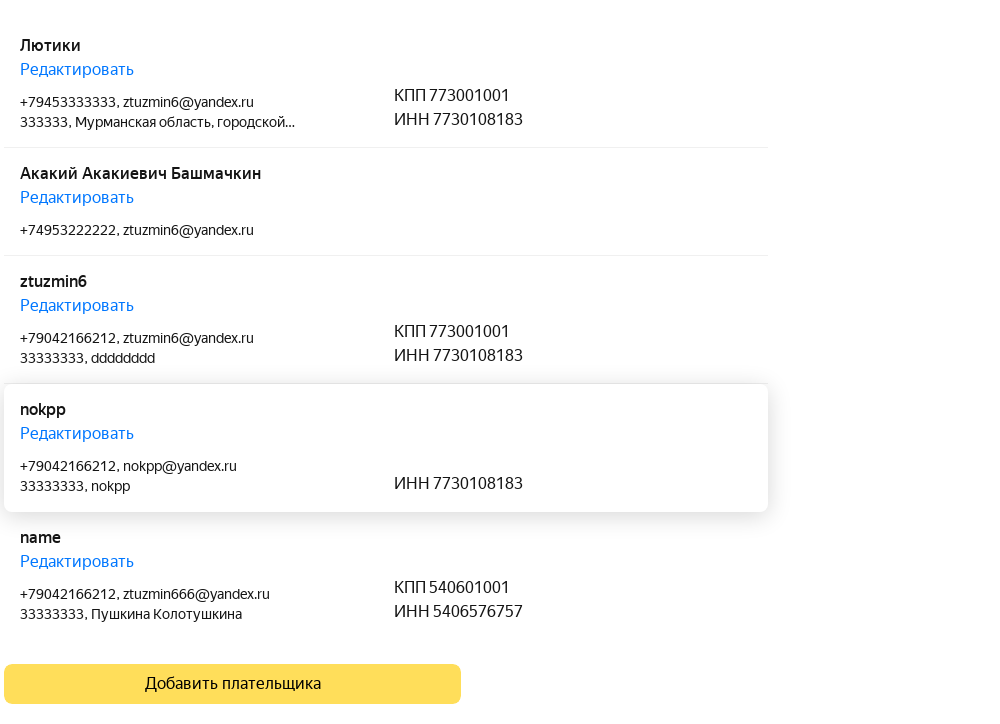 Лютики
Редактировать
+79453333333, ztuzmin6@yandex.ru
333333, Мурманская область, городской...
КПП 773001001
ИНН 7730108183
Акакий Акакиевич Башмачкин
Редактировать
+74953222222, ztuzmin6@yandex.ru
ztuzmin6
Редактировать
+79042166212, ztuzmin6@yandex.ru
33333333, dddddddd
КПП 773001001
ИНН 7730108183
nokpp
Редактировать
+79042166212, nokpp@yandex.ru
33333333, nokpp
ИНН 7730108183
name
Редактировать
+79042166212, ztuzmin666@yandex.ru
33333333, Пушкина Колотушкина
КПП 540601001
ИНН 5406576757
Добавить плательщика